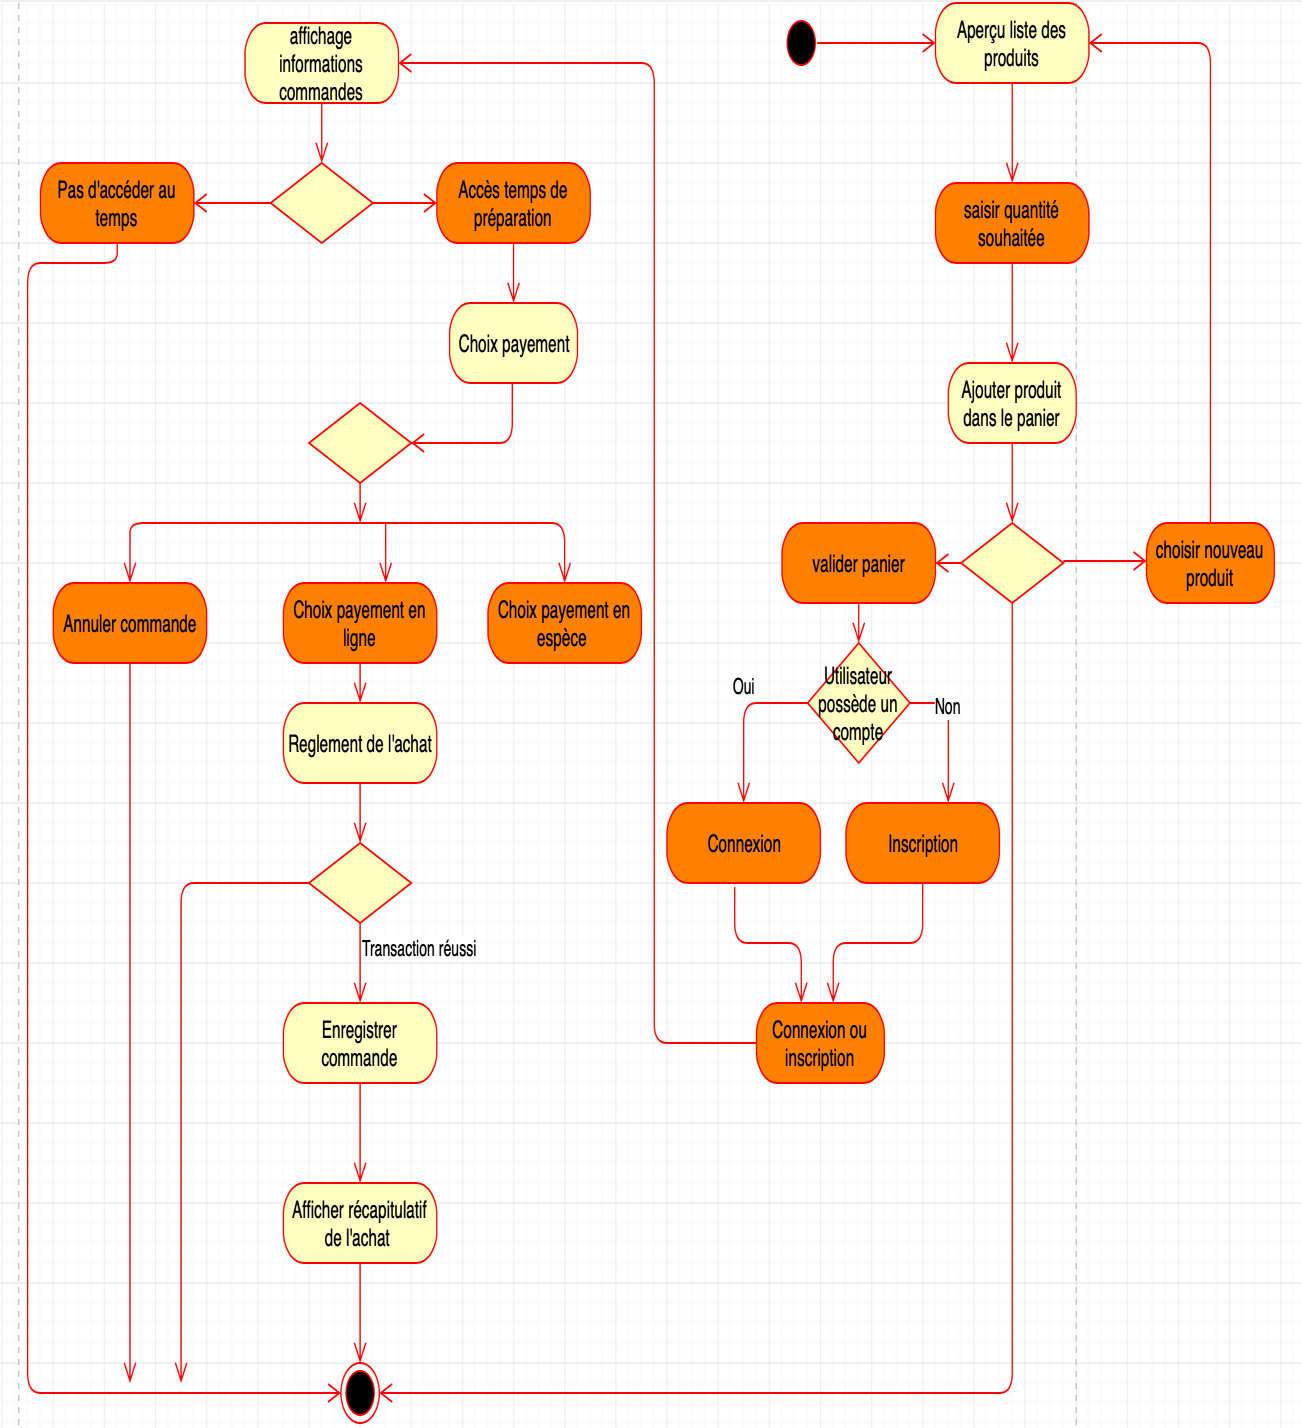 affichage
informations
commandes
Aperçu liste des
produits
Pas d'accéder au
temps
Accès temps de
préparation
saisir quantité
souhaitée
Choix payement
Ajouter produit
dans le panier
valider panier
choisir nouveau
produit
Annuler commande
Choix payement en
ligne
Choix payement en
espèce
Utilisateur
possède un
compte
Oui
Non
Reglement de l'achat
Connexion
Inscription
Transaction réussi
Enregistrer
commande
Connexion ou
inscription
Afficher récapitulatif
de l'achat